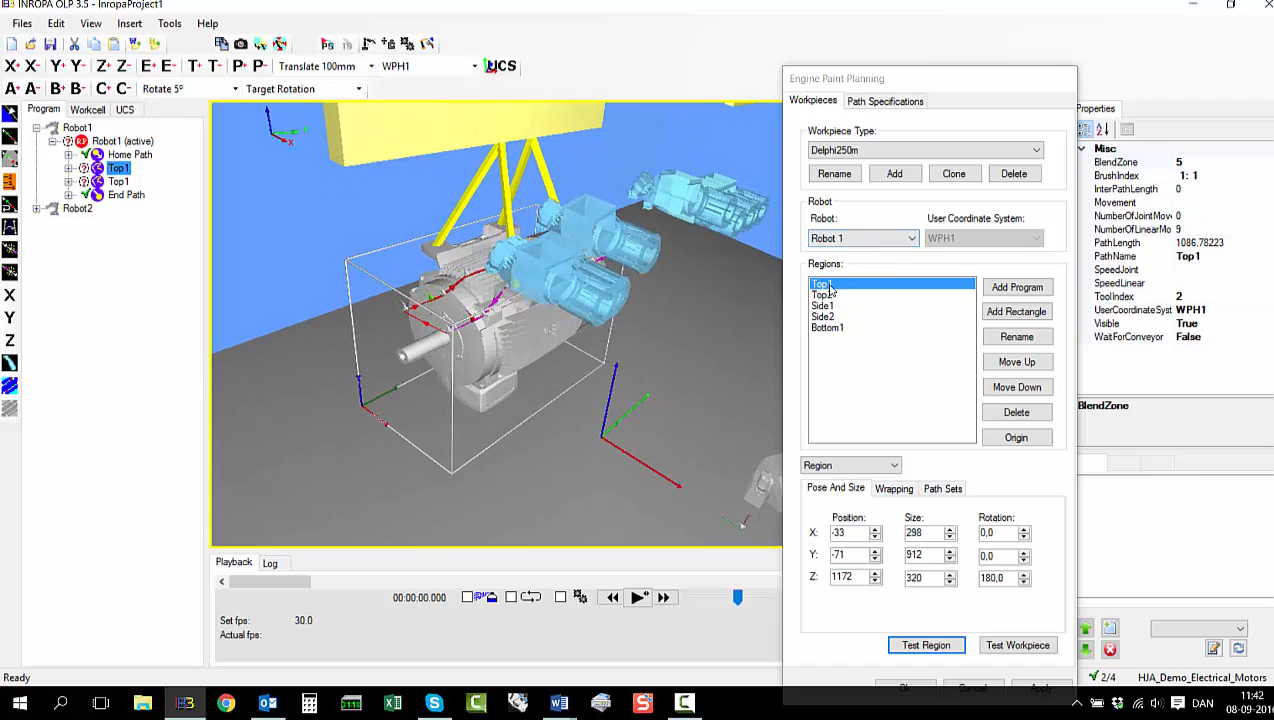 INROPA OLP 3.5 - InropaProject1
Files Edit View Insert Tools Help
X+ X- Y+ Y- Z+ Z- E+ E- T+ T- P+ P- Translate 100mm WPH1 UCS
A+ A- B+ B- C+ C- Rotate 5° Target Rotation
Program Workcell UCS
Robot1
Robot1 (active)
Home Path
Top1
Top1
End Path
Robot2
X
Y
Z
Engine Paint Planning
Workpieces Path Specifications
Workpiece Type:
Delphi250m
Rename Add Clone Delete
Robot
Robot: User Coordinate System:
Robot 1 WPH1
Regions:
Top1
Top2
Side1
Side2
Bottom1
Add Program
Add Rectangle
Rename
Move Up
Move Down
Delete
Origin
Region
Pose And Size Wrapping Path Sets
Position: Size: Rotation:
X: -33 298 0,0
Y: -71 912 0,0
Z: 1172 320 180,0
Test Region Test Workpiece
Ok Cancel Apply
Properties
Misc
BlendZone 5
BrushIndex 1: 1
InterPathLength 0
Movement
NumberOfJointMov 0
NumberOfLinearMo 9
PathLength 1086,78223
PathName Top1
SpeedJoint
SpeedLinear
ToolIndex 2
UserCoordinateSyst WPH1
Visible True
WaitForConveyor False
BlendZone
Playback Log
00:00:00.000
Set fps: 30.0
Actual fps:
Ready
2/4 HJA_Demo_Electrical_Motors
DAN
11:42
08-09-2016